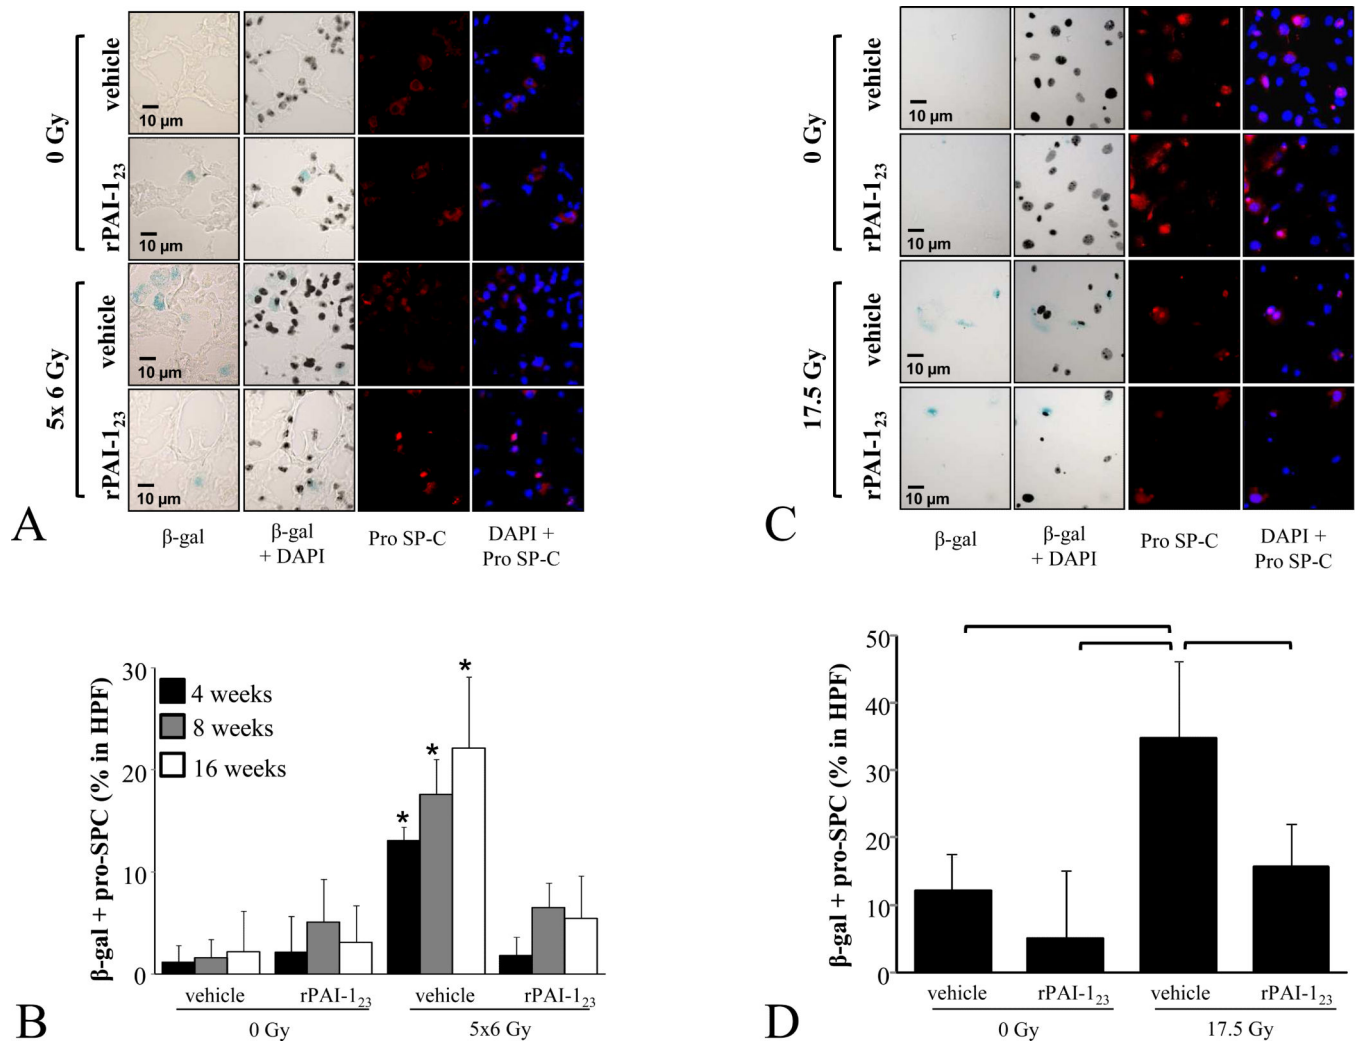 0 Gy
vehicle
10 µm
rPAI-1₂₃
10 µm
5x 6 Gy
vehicle
10 µm
rPAI-1₂₃
10 µm
A
β-gal
β-gal
+ DAPI
Pro SP-C
DAPI +
Pro SP-C
0 Gy
vehicle
10 µm
rPAI-1₂₃
10 µm
17.5 Gy
vehicle
10 µm
rPAI-1₂₃
10 µm
C
β-gal
β-gal
+ DAPI
Pro SP-C
DAPI +
Pro SP-C
β-gal + pro-SPC (% in HPF)
30
20
10
0
4 weeks
8 weeks
16 weeks
*
*
*
vehicle
rPAI-1₂₃
vehicle
rPAI-1₂₃
0 Gy
5x6 Gy
B
β-gal + pro-SPC (% in HPF)
50
40
30
20
10
0
vehicle
rPAI-1₂₃
vehicle
rPAI-1₂₃
0 Gy
17.5 Gy
D